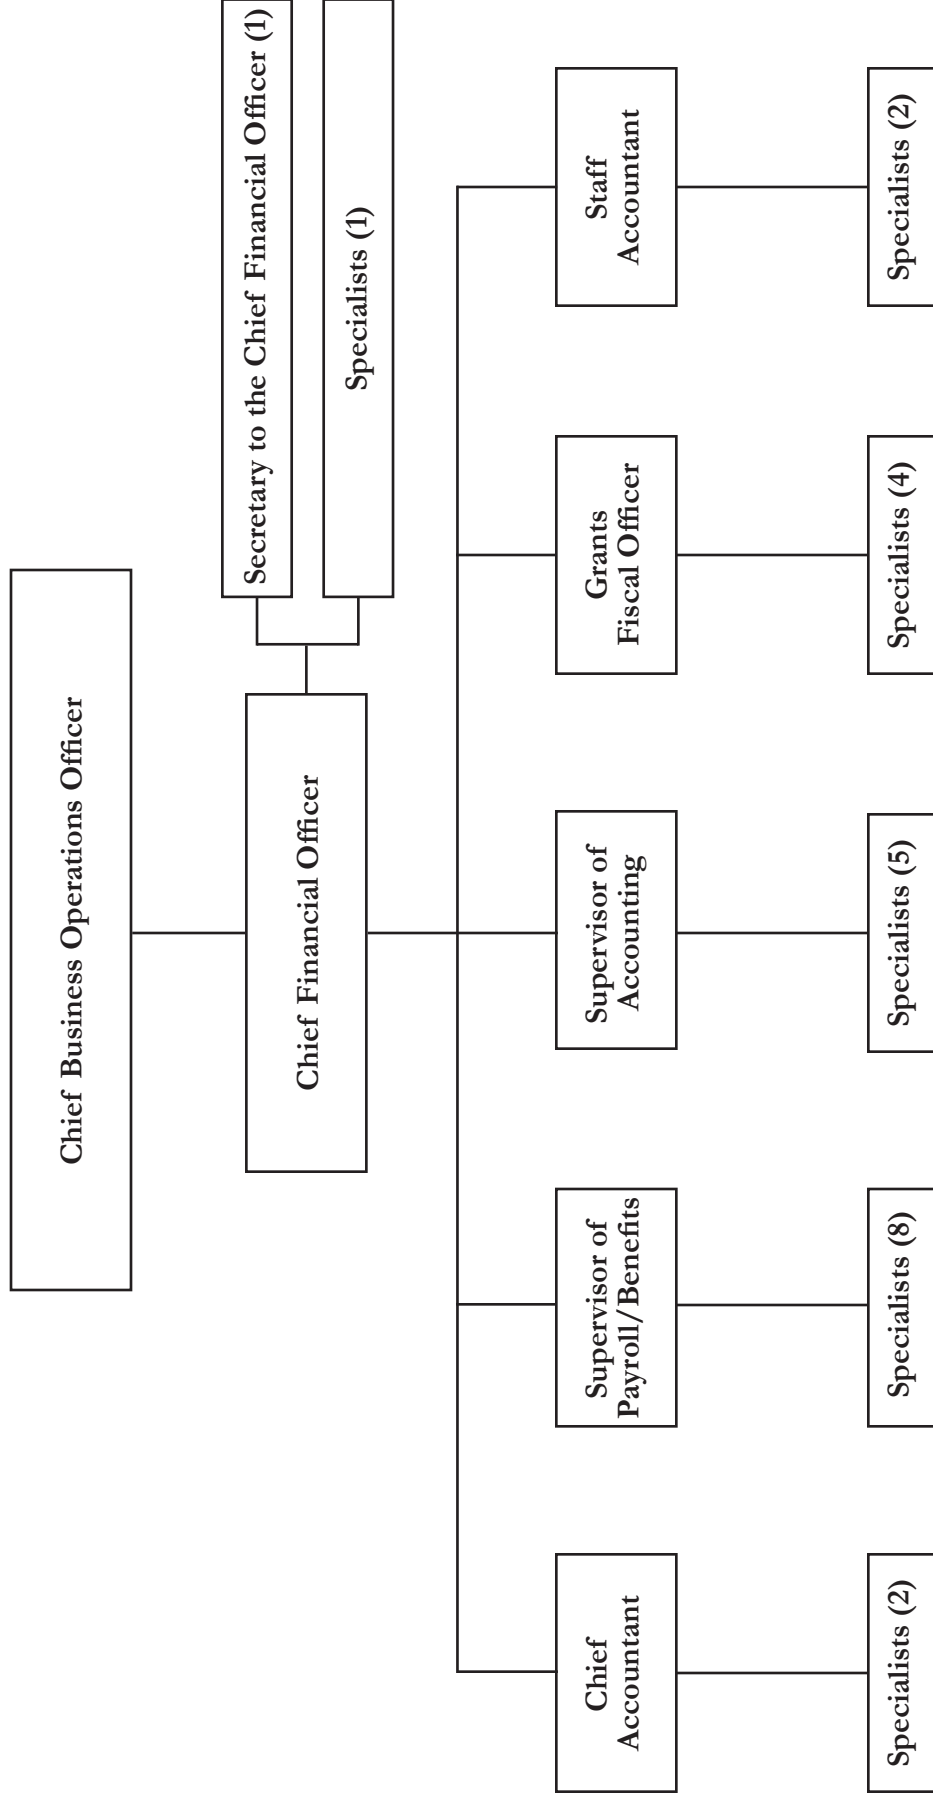 Chief Business Operations Officer
Chief Financial Officer
Secretary to the Chief Financial Officer (1)
Specialists (1)
Chief
Accountant
Supervisor of
Payroll/Benefits
Supervisor of
Accounting
Grants
Fiscal Officer
Staff
Accountant
Specialists (2)
Specialists (8)
Specialists (5)
Specialists (4)
Specialists (2)